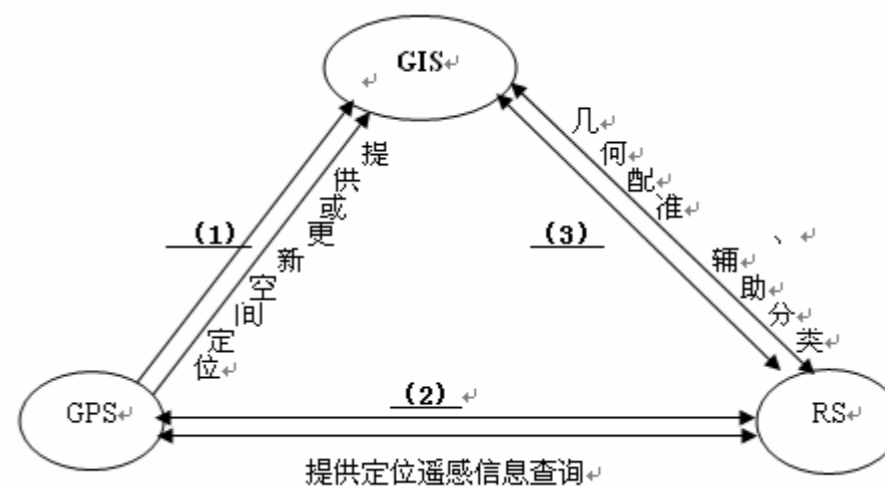 GIS
提供或更新空间定位
几何配准、
辅助分类
(1)
(3)
GPS
(2)
RS
提供定位遥感信息查询